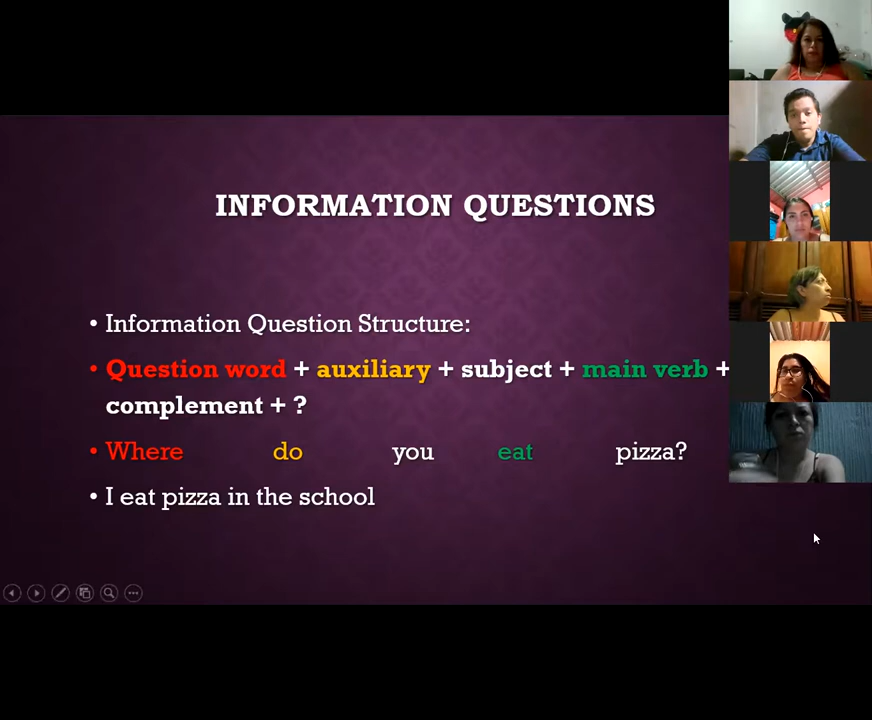 INFORMATION QUESTIONS
• Information Question Structure:
• Question word + auxiliary + subject + main verb +
complement + ?
• Where do you eat pizza?
• I eat pizza in the school